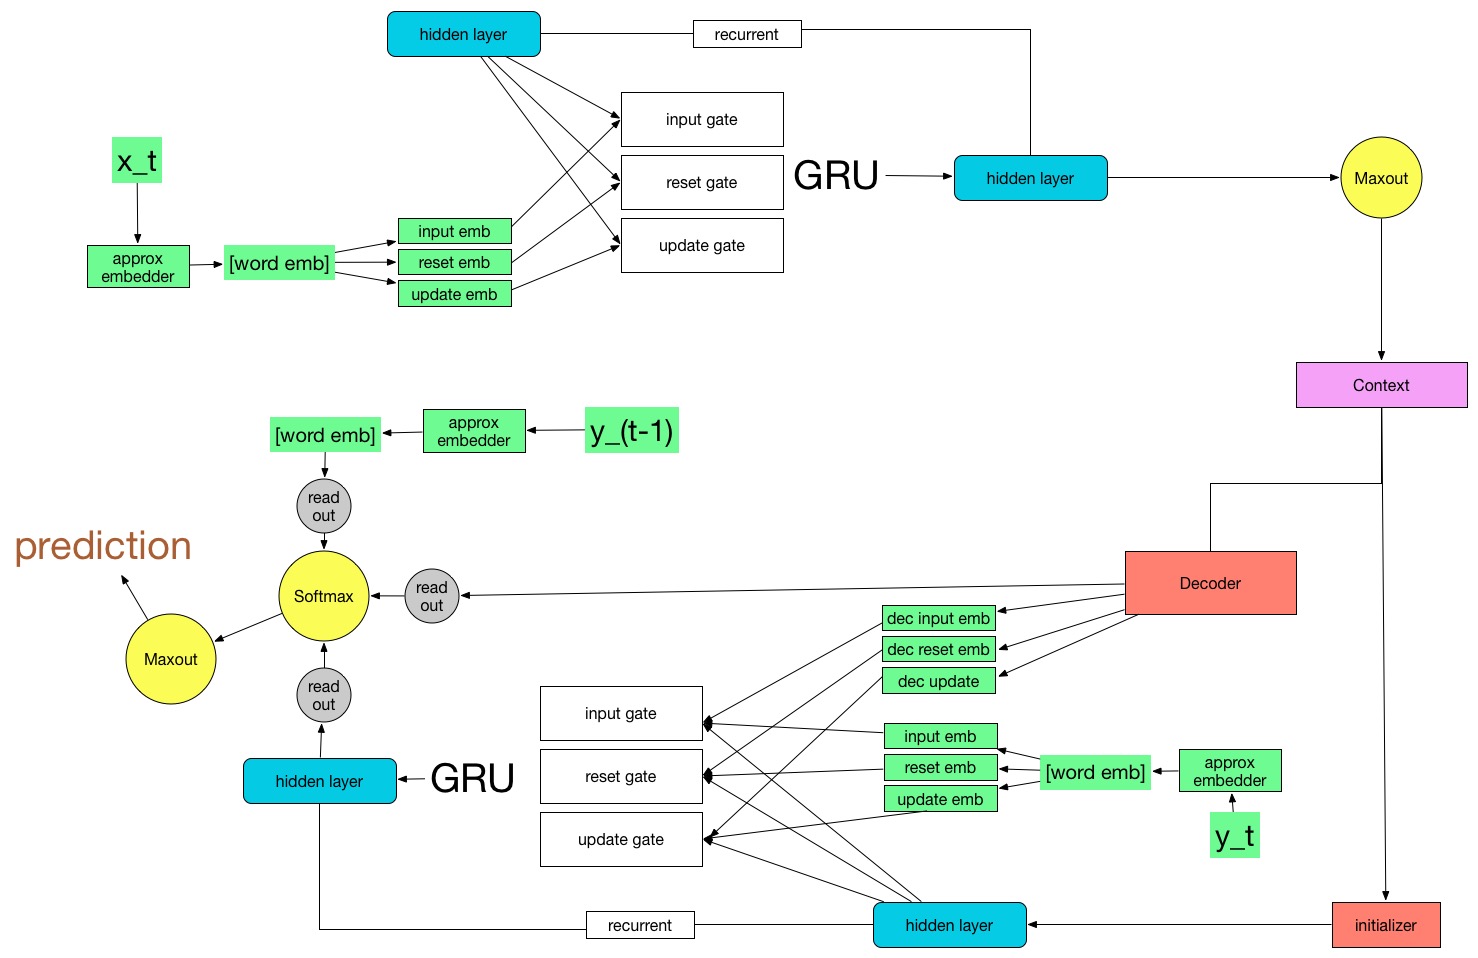 hidden layer
recurrent
input gate
x_t
reset gate
GRU
hidden layer
Maxout
input emb
update gate
approx
embedder
[word emb]
reset emb
update emb
Context
[word emb]
approx
embedder
y_(t-1)
read
out
prediction
Softmax
read
out
Decoder
dec input emb
dec reset emb
dec update
Maxout
read
out
input gate
input emb
reset gate
reset emb
[word emb]
approx
embedder
hidden layer
GRU
update emb
update gate
y_t
recurrent
hidden layer
initializer